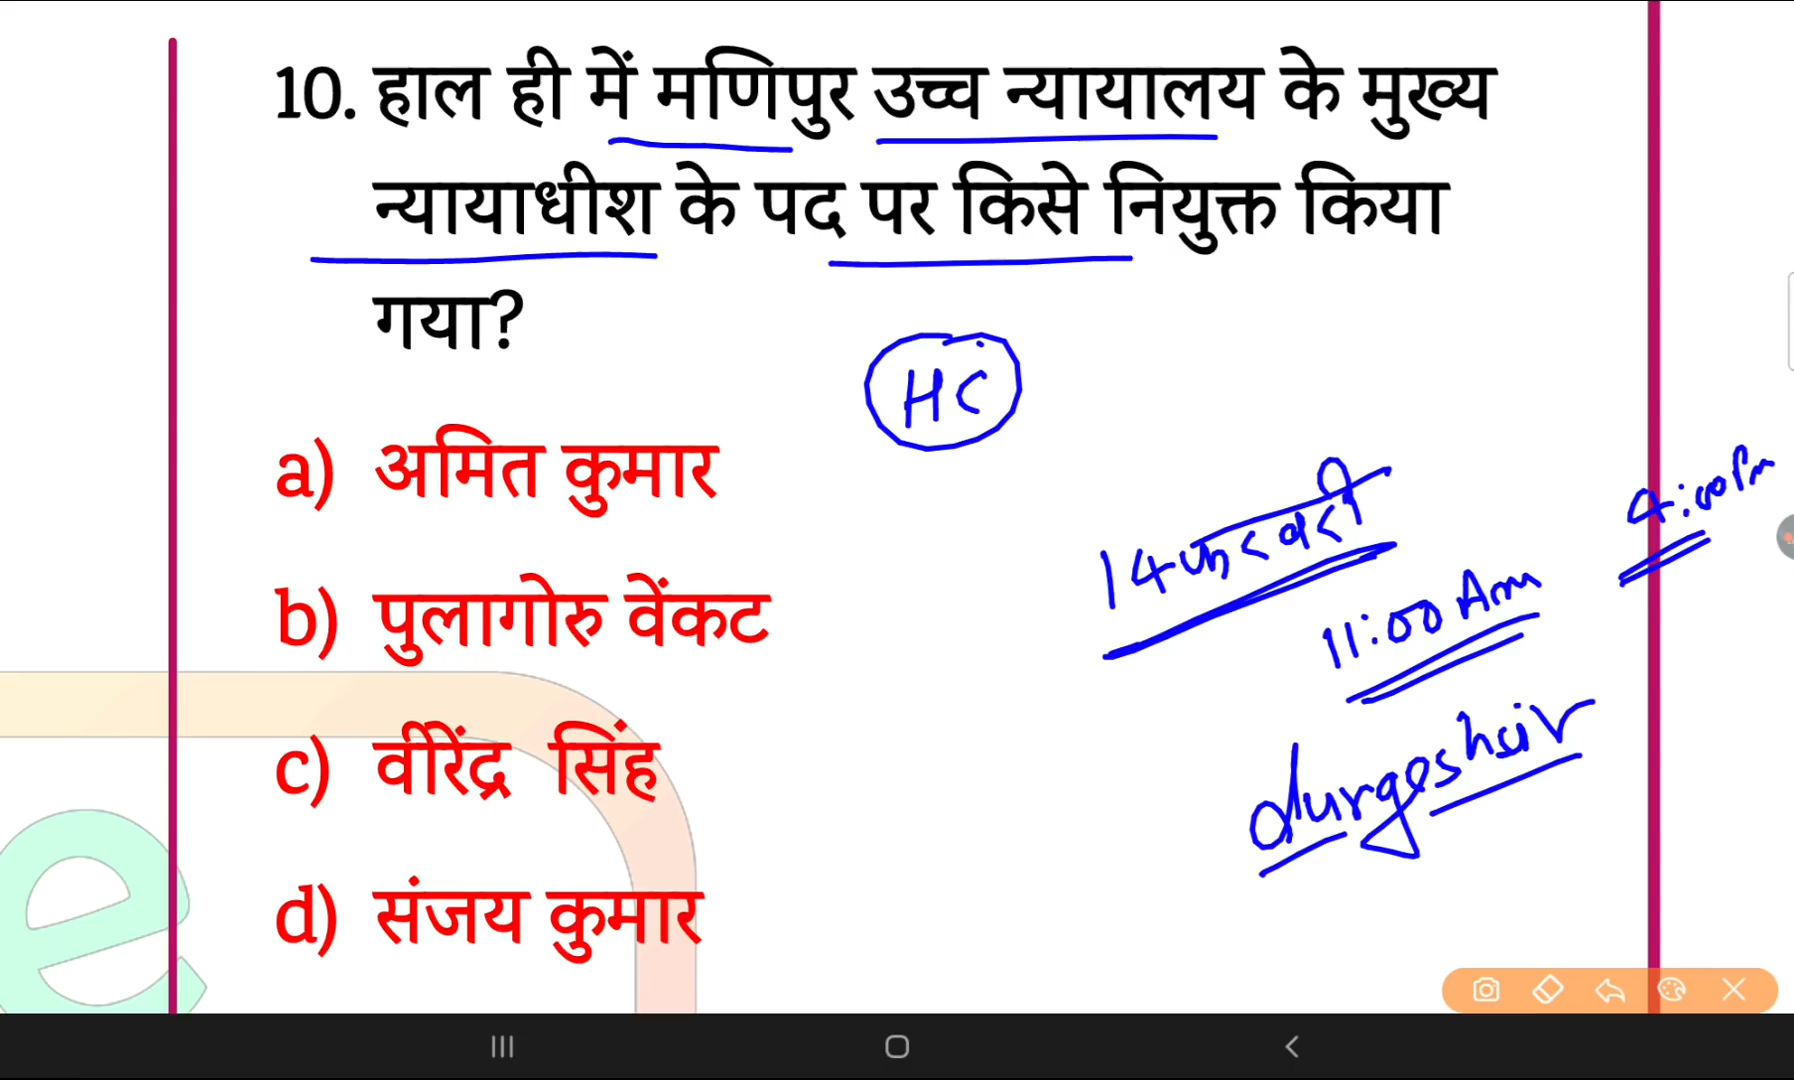 10. हाल ही में मणिपुर उच्च न्यायालय के मुख्य
न्यायाधीश के पद पर किसे नियुक्त किया
गया?
HC
a) अमित कुमार
14 फरवरी
4:00 Pm
11:00 Am
b) पुलागोरु वेंकट
c) वीरेंद्र सिंह
durgeshsir
d) संजय कुमार
e